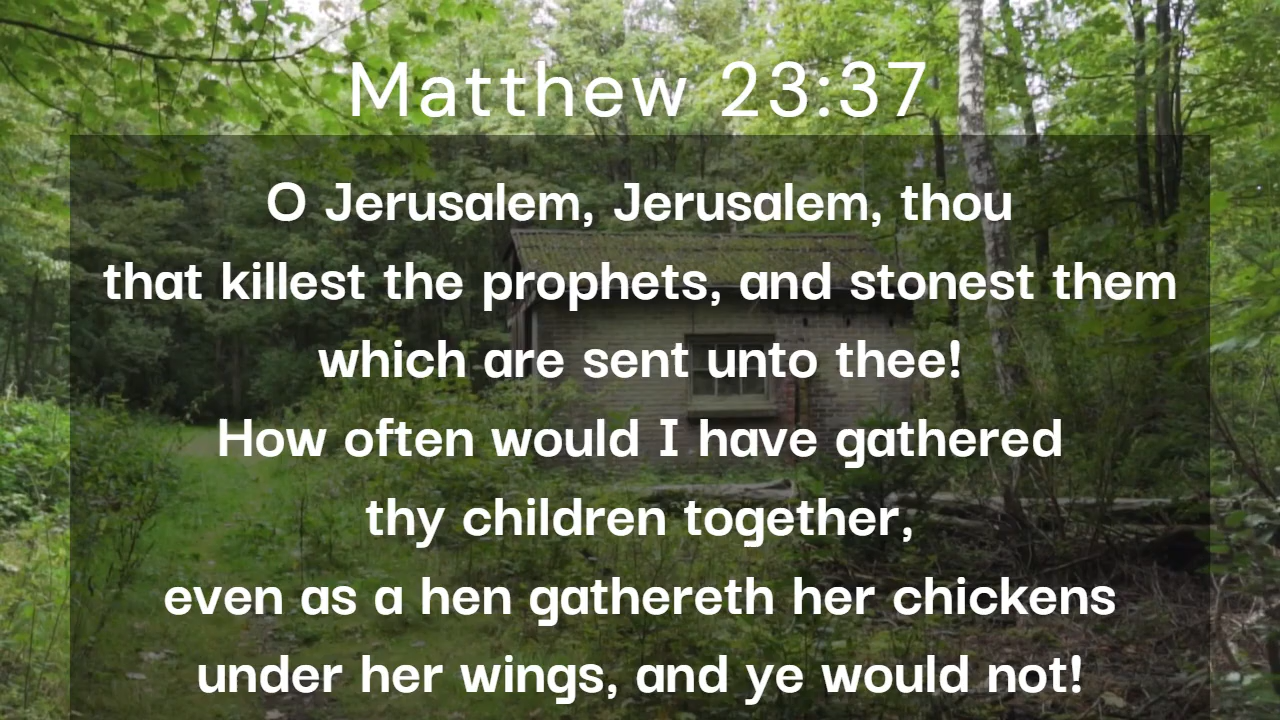 Matthew 23:37
O Jerusalem, Jerusalem, thou
that killest the prophets, and stonest them
which are sent unto thee!
How often would I have gathered
thy children together,
even as a hen gathereth her chickens
under her wings, and ye would not!